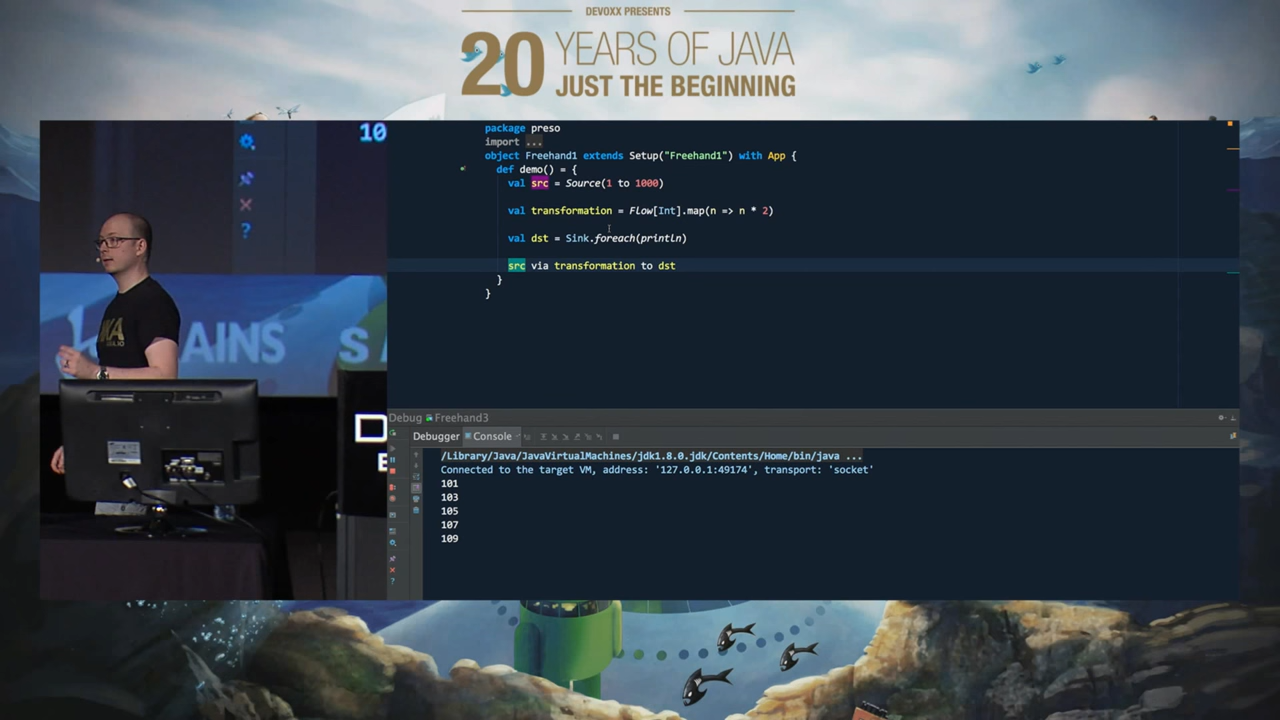 DEVOXX PRESENTS
20 YEARS OF JAVA
JUST THE BEGINNING
10
?
KA
AINS
S
D
package preso
import ...
object Freehand1 extends Setup("Freehand1") with App {
def demo() = {
val src = Source(1 to 1000)
val transformation = Flow[Int].map(n => n * 2)
val dst = Sink.foreach(println)
src via transformation to dst
}
}
Debug Freehand3
Debugger Console
/Library/Java/JavaVirtualMachines/jdk1.8.0.jdk/Contents/Home/bin/java ...
Connected to the target VM, address: '127.0.0.1:49174', transport: 'socket'
101
103
105
107
109
?